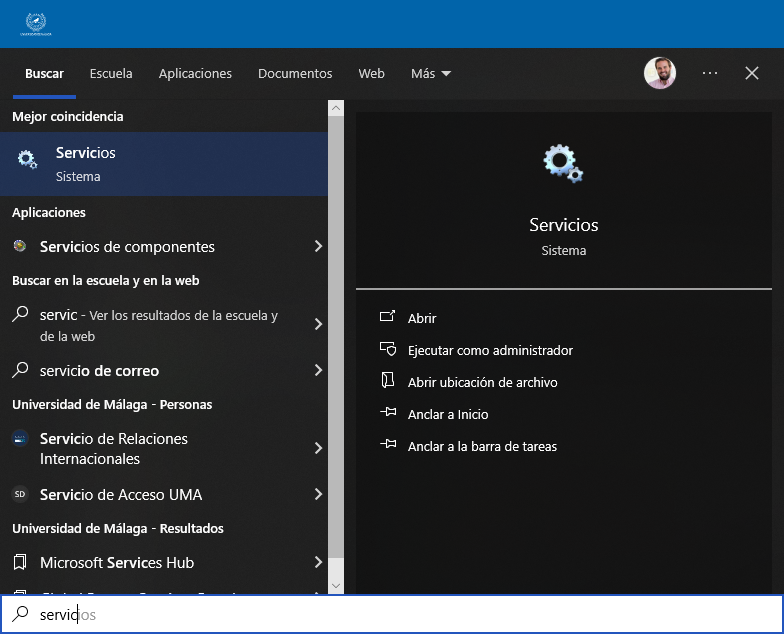 Buscar
Escuela
Aplicaciones
Documentos
Web
Más
Mejor coincidencia
Servicios
Sistema
Aplicaciones
Servicios de componentes
Buscar en la escuela y en la web
servic - Ver los resultados de la escuela y
de la web
servicio de correo
Universidad de Málaga - Personas
Servicio de Relaciones
Internacionales
SD
Servicio de Acceso UMA
Universidad de Málaga - Resultados
Microsoft Services Hub
Servicios
Sistema
Abrir
Ejecutar como administrador
Abrir ubicación de archivo
Anclar a Inicio
Anclar a la barra de tareas
servicios